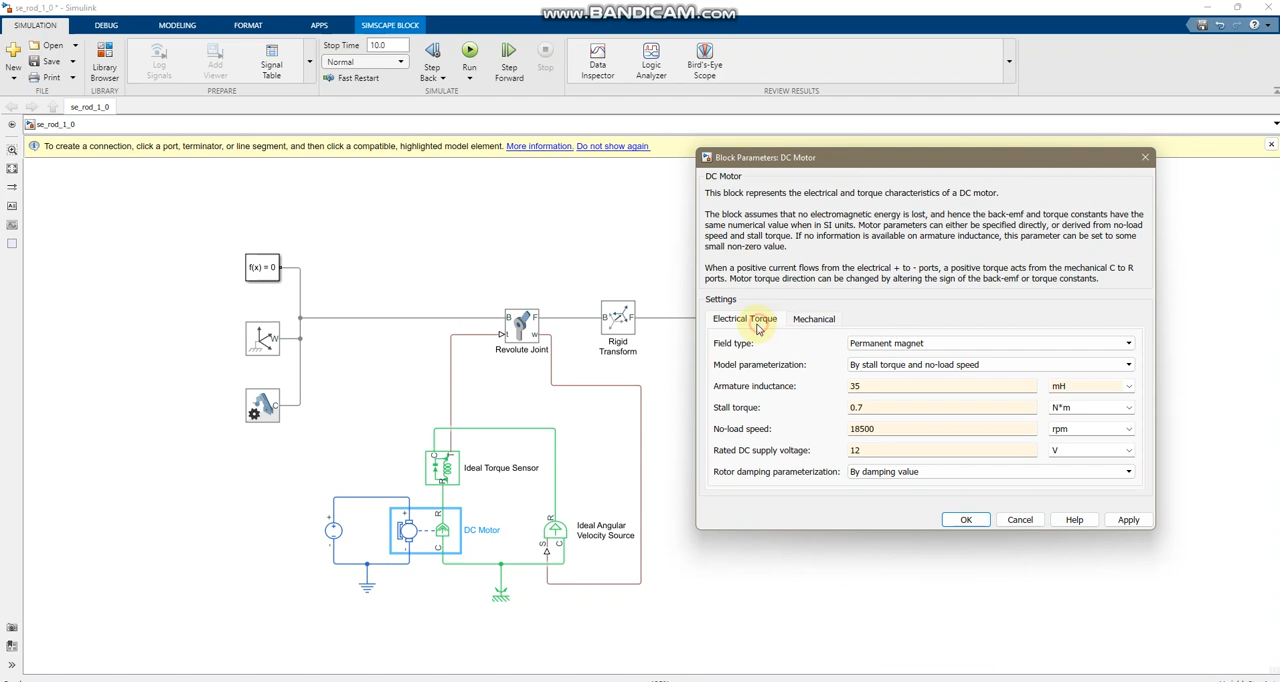 se_rod_1_0 * - Simulink
www.BANDICAM.com
SIMULATION
DEBUG
MODELING
FORMAT
APPS
SIMSCAPE BLOCK
New
Open
Save
Print
FILE
Library
Browser
LIBRARY
Log
Signals
Add
Viewer
Signal
Table
PREPARE
Stop Time
10.0
Normal
Fast Restart
Step
Back
Run
Step
Forward
Stop
SIMULATE
Data
Inspector
Logic
Analyzer
Bird's-Eye
Scope
REVIEW RESULTS
se_rod_1_0
se_rod_1_0
To create a connection, click a port, terminator, or line segment, and then click a compatible, highlighted model element. More information. Do not show again
f(x) = 0
W
C
B
F
t
w
Revolute Joint
B
F
Rigid
Transform
Ideal Torque Sensor
C
T
R
DC Motor
+
-
R
C
+
-
Ideal Angular
Velocity Source
R
S
C
Block Parameters: DC Motor
DC Motor
This block represents the electrical and torque characteristics of a DC motor.
The block assumes that no electromagnetic energy is lost, and hence the back-emf and torque constants have the
same numerical value when in SI units. Motor parameters can either be specified directly, or derived from no-load
speed and stall torque. If no information is available on armature inductance, this parameter can be set to some
small non-zero value.
When a positive current flows from the electrical + to - ports, a positive torque acts from the mechanical C to R
ports. Motor torque direction can be changed by altering the sign of the back-emf or torque constants.
Settings
Electrical Torque
Mechanical
Field type:
Permanent magnet
Model parameterization:
By stall torque and no-load speed
Armature inductance:
35
mH
Stall torque:
0.7
N*m
No-load speed:
18500
rpm
Rated DC supply voltage:
12
V
Rotor damping parameterization:
By damping value
OK
Cancel
Help
Apply